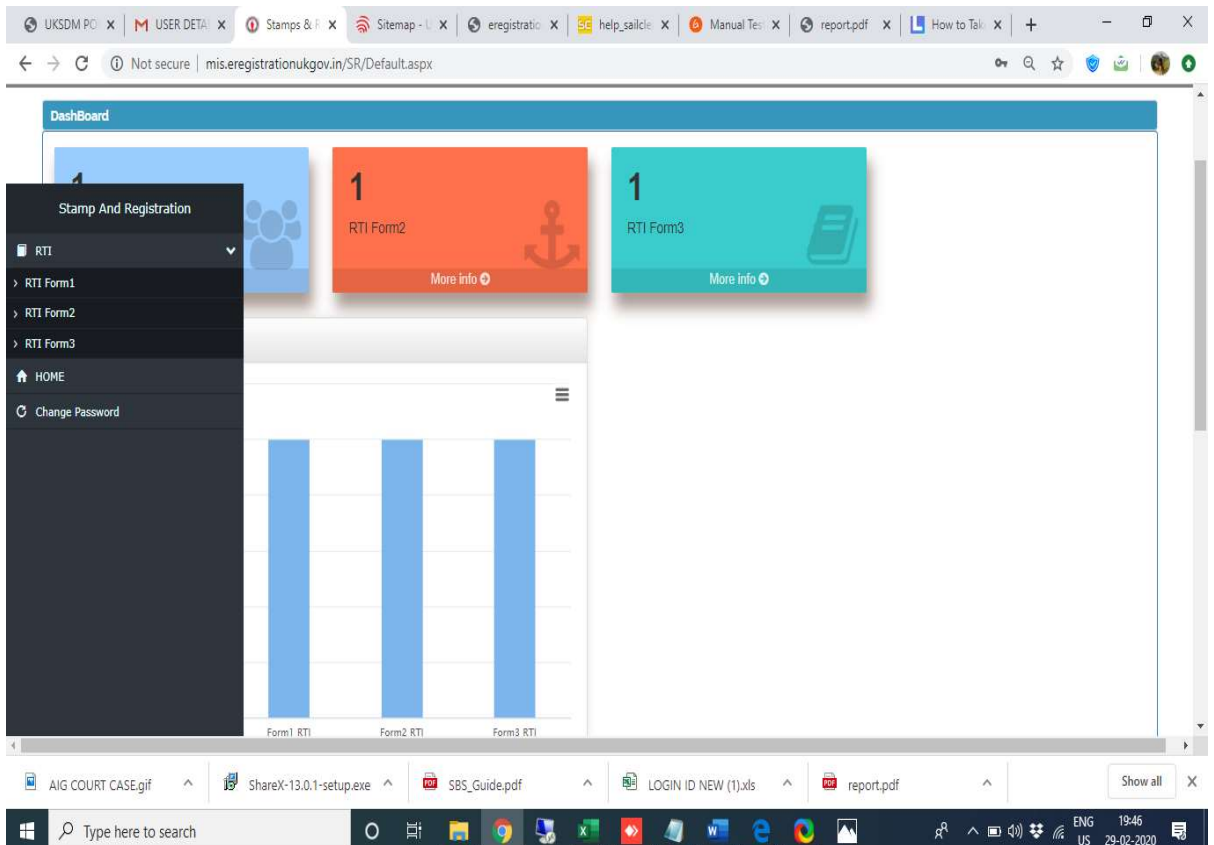 UKSDM PO
USER DETA
Stamps & R
Sitemap - U
eregistratio
help_sailcle
Manual Tes
report.pdf
How to Tak
Not secure | mis.eregistrationukgov.in/SR/Default.aspx
DashBoard
1
1
RTI Form2
More info
1
RTI Form3
More info
Stamp And Registration
RTI
RTI Form1
RTI Form2
RTI Form3
HOME
Change Password
Form1 RTI
Form2 RTI
Form3 RTI
AIG COURT CASE.gif
ShareX-13.0.1-setup.exe
SBS_Guide.pdf
LOGIN ID NEW (1).xls
report.pdf
Show all
Type here to search
ENG
US
19:46
29-02-2020